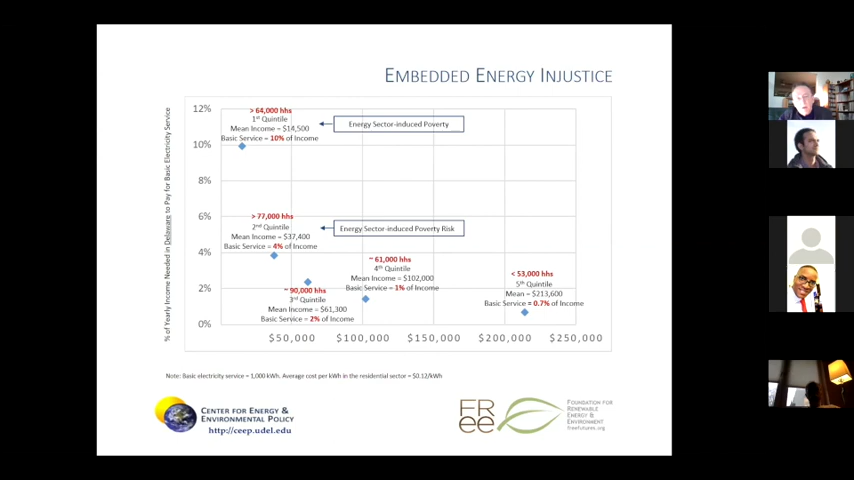 EMBEDDED ENERGY INJUSTICE
% of Yearly Income Needed in Delaware to Pay for Basic Electricity Service
12%
10%
8%
6%
4%
2%
0%
> 64,000 hhs
1st Quintile
Mean Income = $14,500
Basic Service = 10% of Income
Energy Sector-induced Poverty
> 77,000 hhs
2nd Quintile
Mean Income = $37,400
Basic Service = 4% of Income
Energy Sector-induced Poverty Risk
~ 90,000 hhs
3rd Quintile
Mean Income = $61,300
Basic Service = 2% of Income
~ 61,000 hhs
4th Quintile
Mean Income = $102,000
Basic Service = 1% of Income
< 53,000 hhs
5th Quintile
Mean = $213,600
Basic Service = 0.7% of Income
$50,000 $100,000 $150,000 $200,000 $250,000
Note: Basic electricity service = 1,000 kWh. Average cost per kWh in the residential sector = $0.12/kWh
CENTER FOR ENERGY &
ENVIRONMENTAL POLICY
http://ceep.udel.edu
FR
ee
FOUNDATION FOR
RENEWABLE
ENERGY &
ENVIRONMENT
freefutures.org